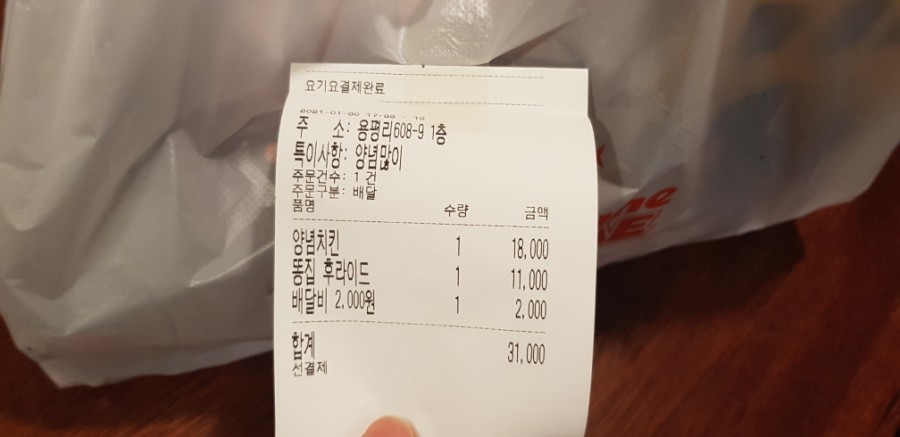 요기요결제완료
주 소: 용평리608-9 1층
특이사항: 양념많이
주문건수: 1 건
주문구분: 배달
품명 수량 금액
양념치킨 1 18,000
똥집 후라이드 1 11,000
배달비 2,000원 1 2,000
합계 31,000
선결제